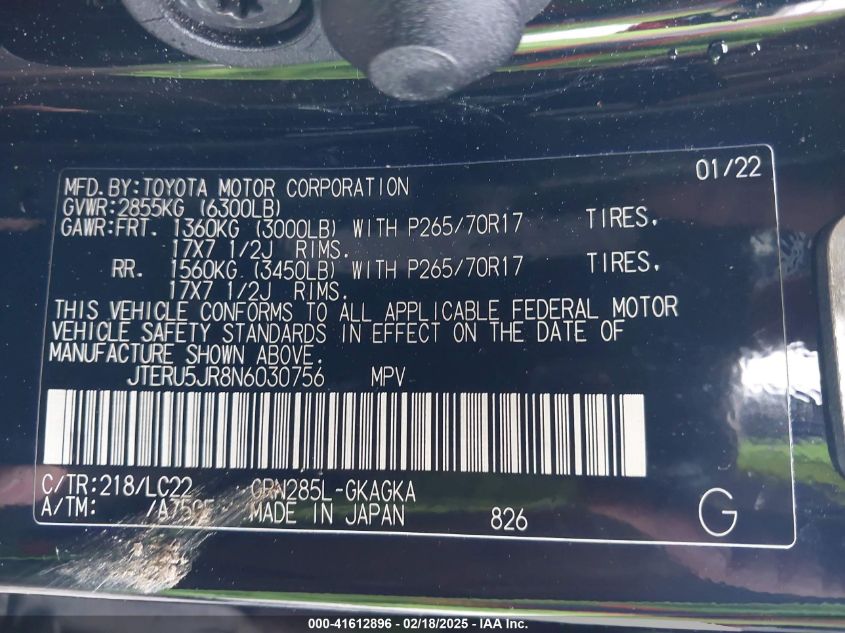 01/22
MFD.BY:TOYOTA MOTOR CORPORATION
GVWR:2855KG (6300LB)
GAWR:FRT. 1360KG (3000LB) WITH P265/70R17 TIRES.
17X7 1/2J RIMS.
RR. 1560KG (3450LB) WITH P265/70R17 TIRES.
17X7 1/2J RIMS.
THIS VEHICLE CONFORMS TO ALL APPLICABLE FEDERAL MOTOR
VEHICLE SAFETY STANDARDS IN EFFECT ON THE DATE OF
MANUFACTURE SHOWN ABOVE.
JTERU5JR8N6030756 MPV
C/TR:218/LC22 GRN285L-GKAGKA
A/TM: MADE IN JAPAN 826 G
000-41612896 - 02/18/2025 - IAA Inc.